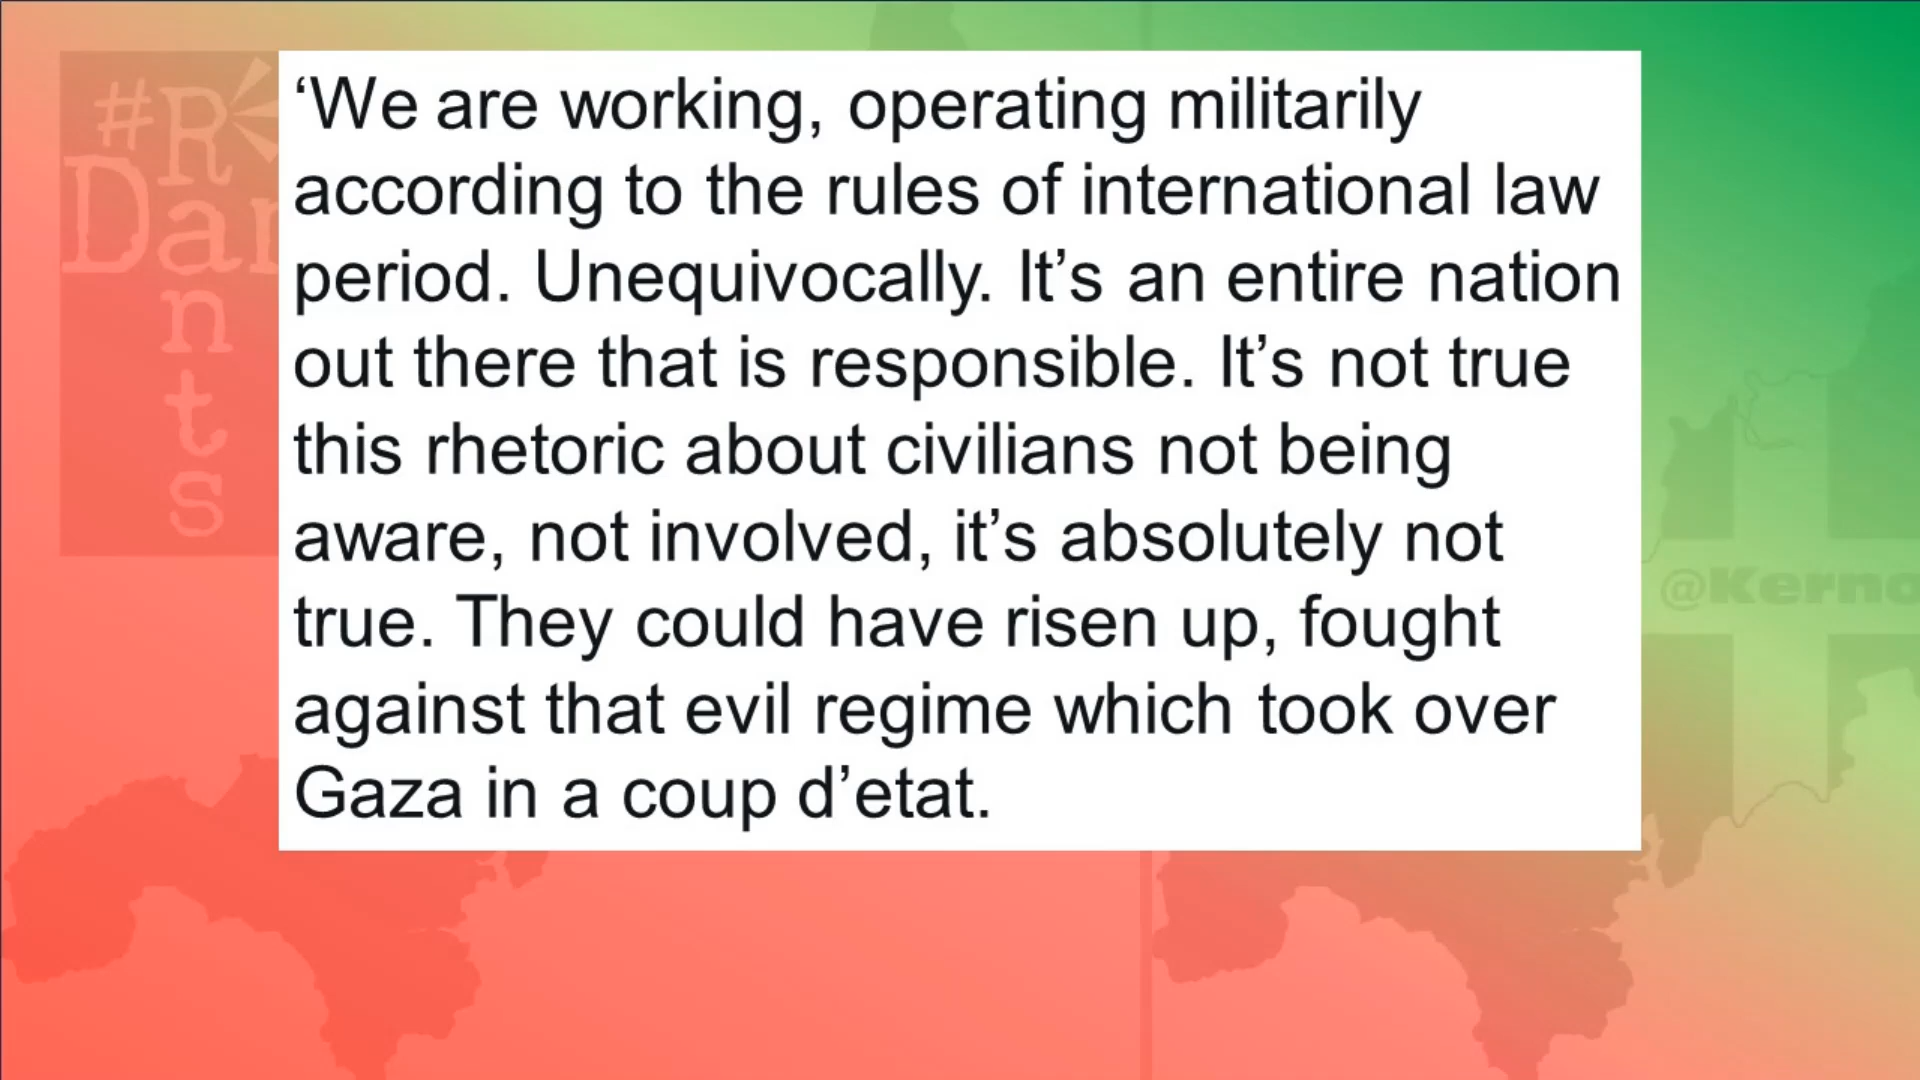 #R
Dan
n
t
s
‘We are working, operating militarily
according to the rules of international law
period. Unequivocally. It’s an entire nation
out there that is responsible. It’s not true
this rhetoric about civilians not being
aware, not involved, it’s absolutely not
true. They could have risen up, fought
against that evil regime which took over
Gaza in a coup d’etat.
@Kerno